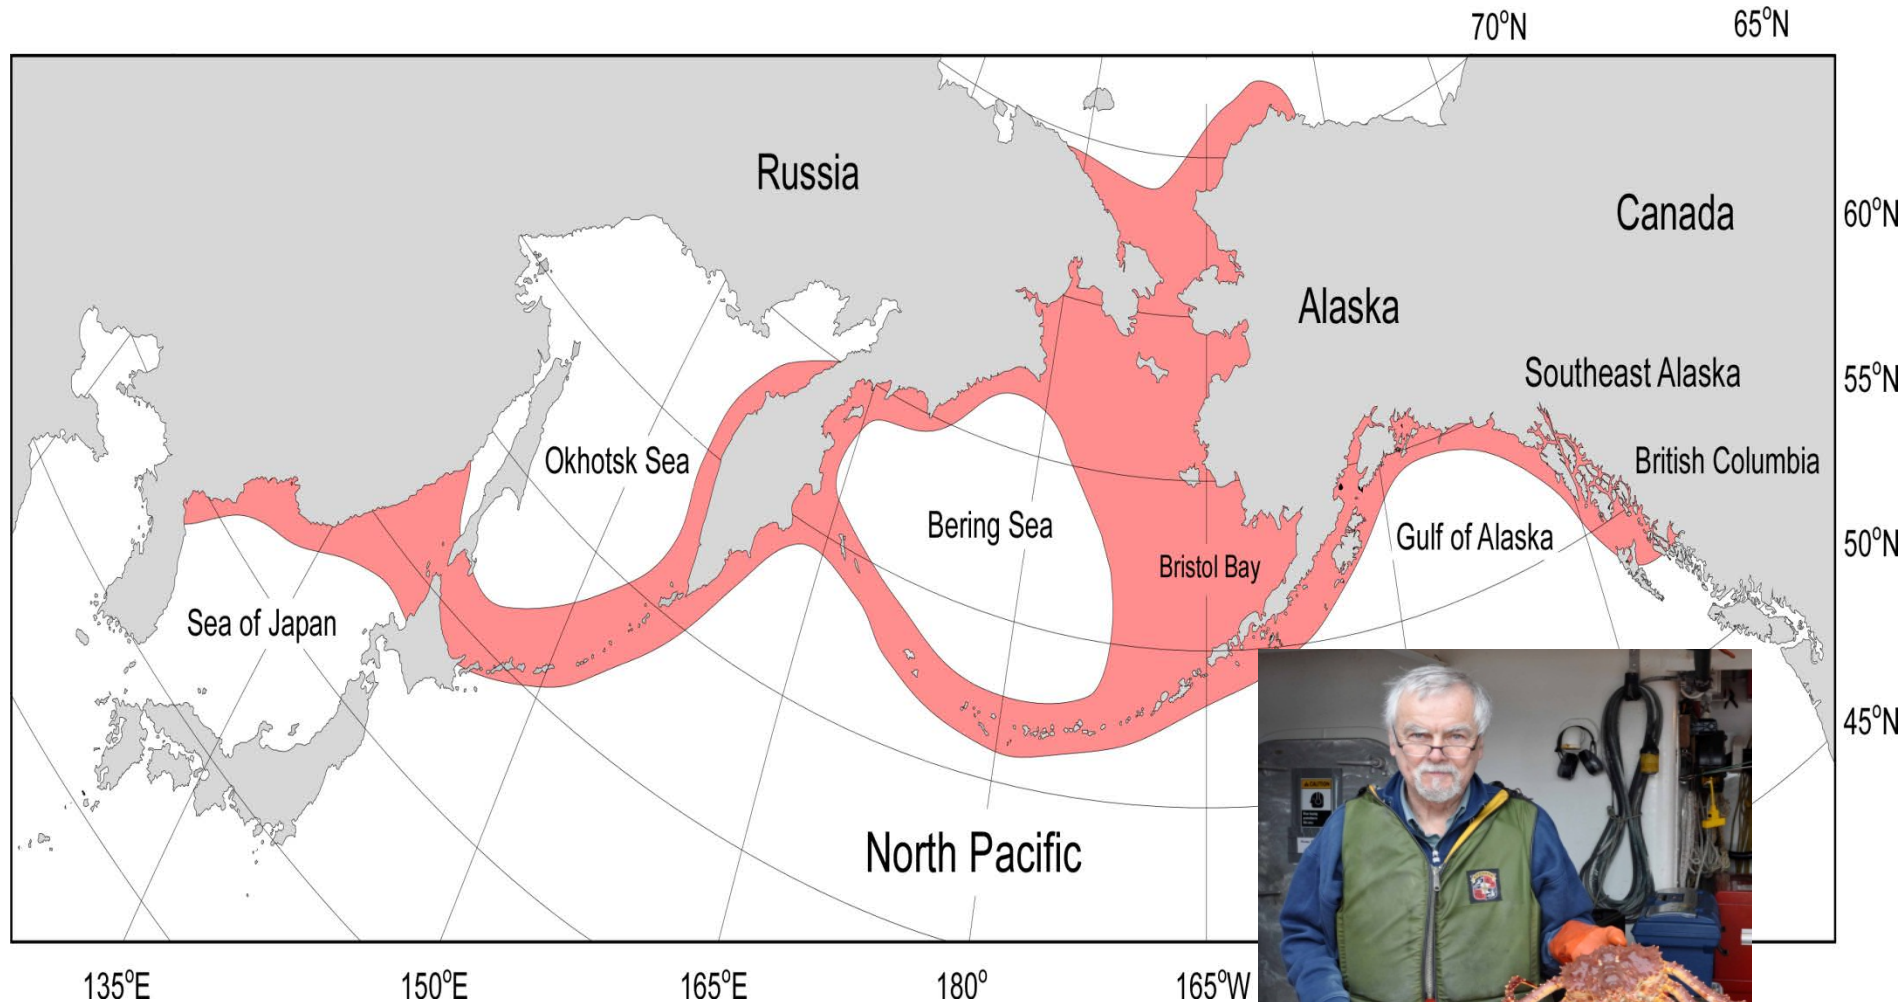 70°N
65°N
Russia
Canada
60°N
Alaska
Southeast Alaska
55°N
Okhotsk Sea
British Columbia
Bering Sea
Gulf of Alaska
50°N
Bristol Bay
Sea of Japan
45°N
CAUTION
North Pacific
135°E
150°E
165°E
180°
165°W